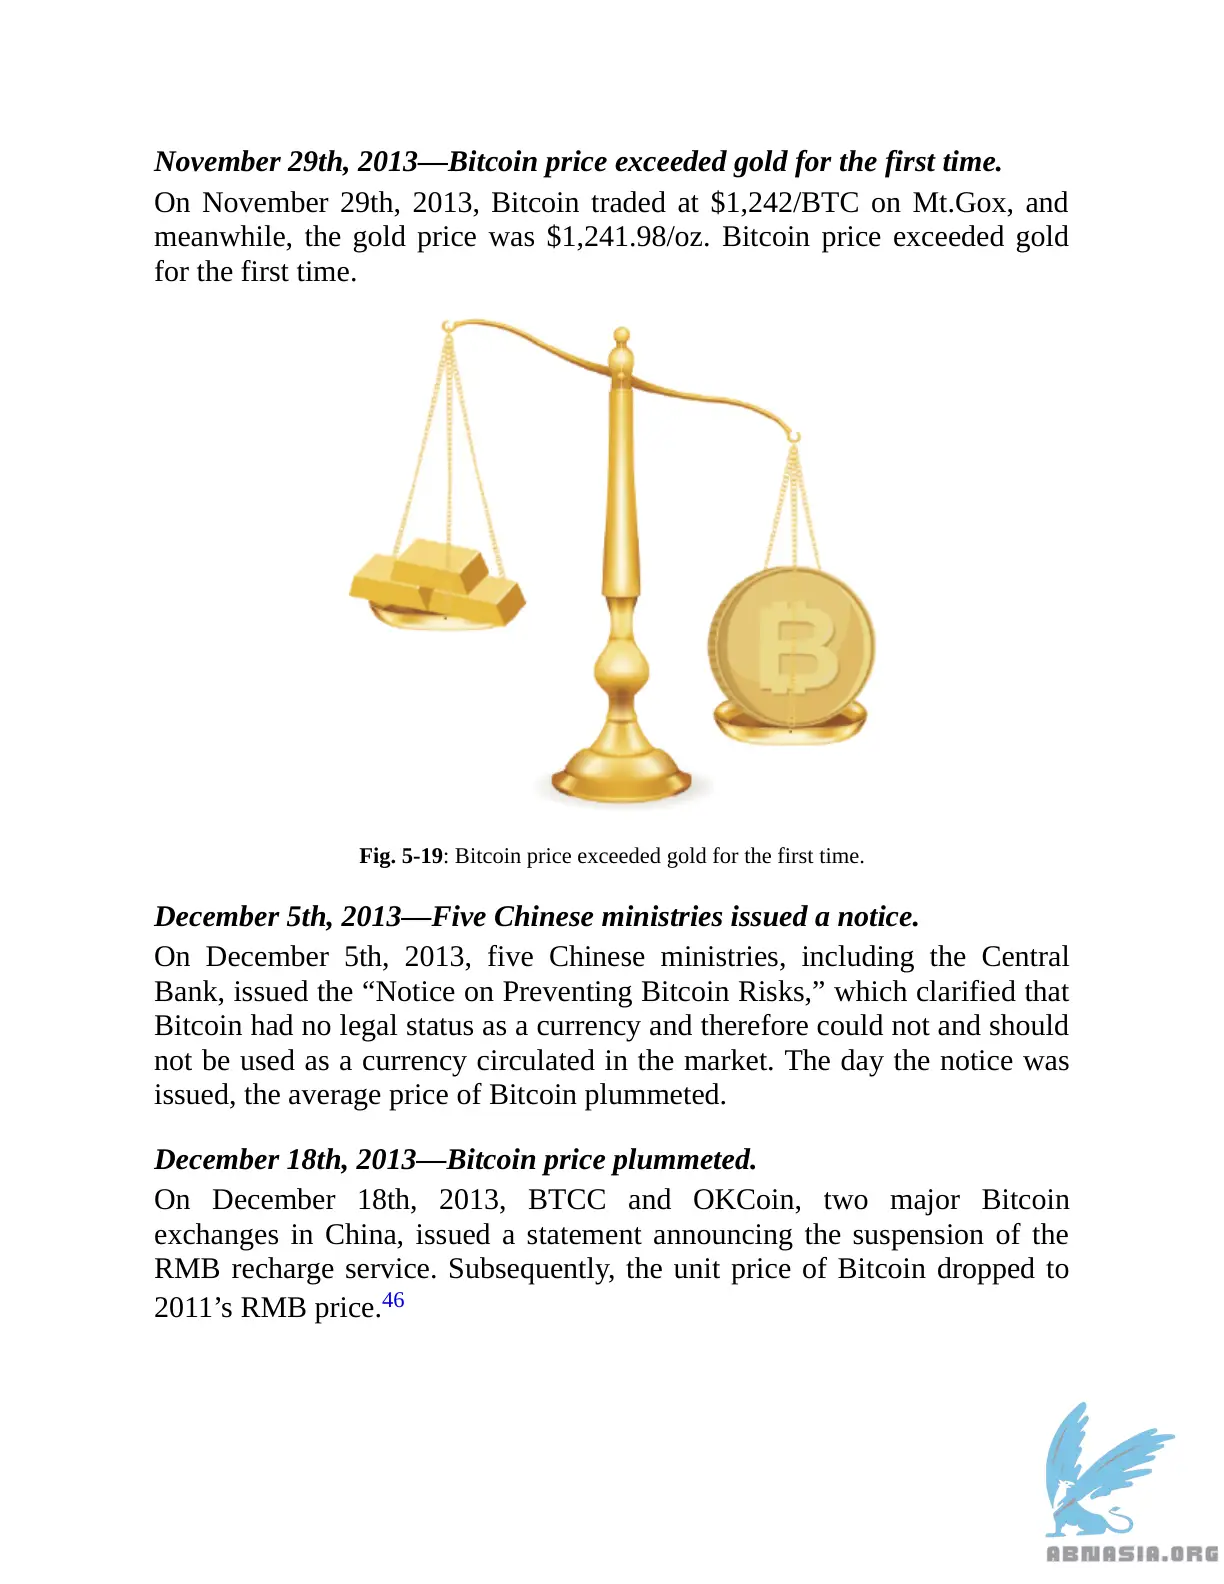 November 29th, 2013—Bitcoin price exceeded gold for the first time.
On November 29th, 2013, Bitcoin traded at $1,242/BTC on Mt.Gox, and
meanwhile, the gold price was $1,241.98/oz. Bitcoin price exceeded gold
for the first time.
Fig. 5-19: Bitcoin price exceeded gold for the first time.
December 5th, 2013—Five Chinese ministries issued a notice.
On December 5th, 2013, five Chinese ministries, including the Central
Bank, issued the “Notice on Preventing Bitcoin Risks,” which clarified that
Bitcoin had no legal status as a currency and therefore could not and should
not be used as a currency circulated in the market. The day the notice was
issued, the average price of Bitcoin plummeted.
December 18th, 2013—Bitcoin price plummeted.
On December 18th, 2013, BTCC and OKCoin, two major Bitcoin
exchanges in China, issued a statement announcing the suspension of the
RMB recharge service. Subsequently, the unit price of Bitcoin dropped to
2011’s RMB price.46
ABNASIA.ORG